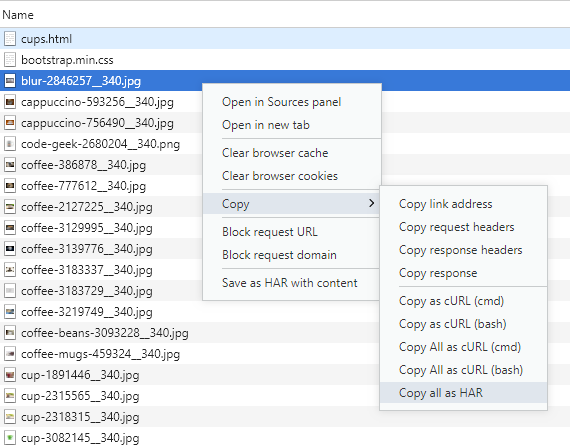 Name
cups.html
bootstrap.min.css
blur-2846257__340.jpg
cappuccino-593256__340.jpg
cappuccino-756490__340.jpg
code-geek-2680204__340.png
coffee-386878__340.jpg
coffee-777612__340.jpg
coffee-2127225__340.jpg
coffee-3129995__340.jpg
coffee-3139776__340.jpg
coffee-3183337__340.jpg
coffee-3183729__340.jpg
coffee-3219749__340.jpg
coffee-beans-3093228__340.jpg
coffee-mugs-459324__340.jpg
cup-1891446__340.jpg
cup-2315565__340.jpg
cup-2318315__340.jpg
cup-3082145__340.jpg
Open in Sources panel
Open in new tab
Clear browser cache
Clear browser cookies
Copy
Block request URL
Block request domain
Save as HAR with content
Copy link address
Copy request headers
Copy response headers
Copy response
Copy as cURL (cmd)
Copy as cURL (bash)
Copy All as cURL (cmd)
Copy All as cURL (bash)
Copy all as HAR